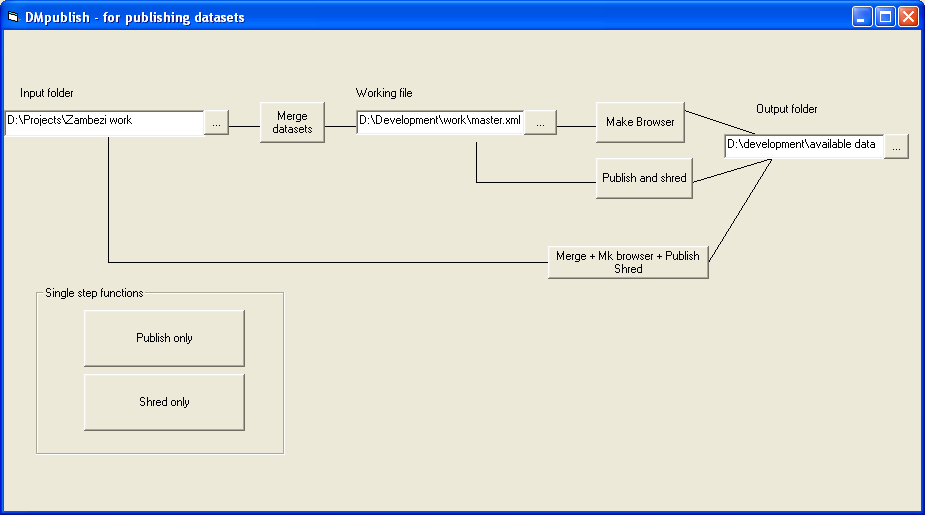 DMpublish - for publishing datasets
Input folder
Working file
Output folder
D:\Projects\Zambezi work
...
Merge
datasets
D:\Development\work\master.xml
...
Make Browser
D:\development\available data
...
Publish and shred
Merge + Mk browser + Publish
Shred
Single step functions
Publish only
Shred only